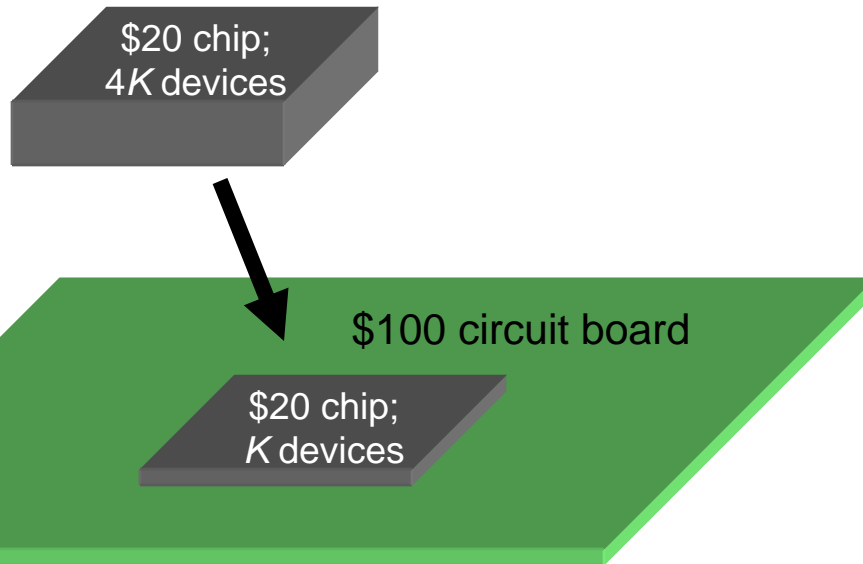 $20 chip;
4K devices
$100 circuit board
$20 chip;
K devices